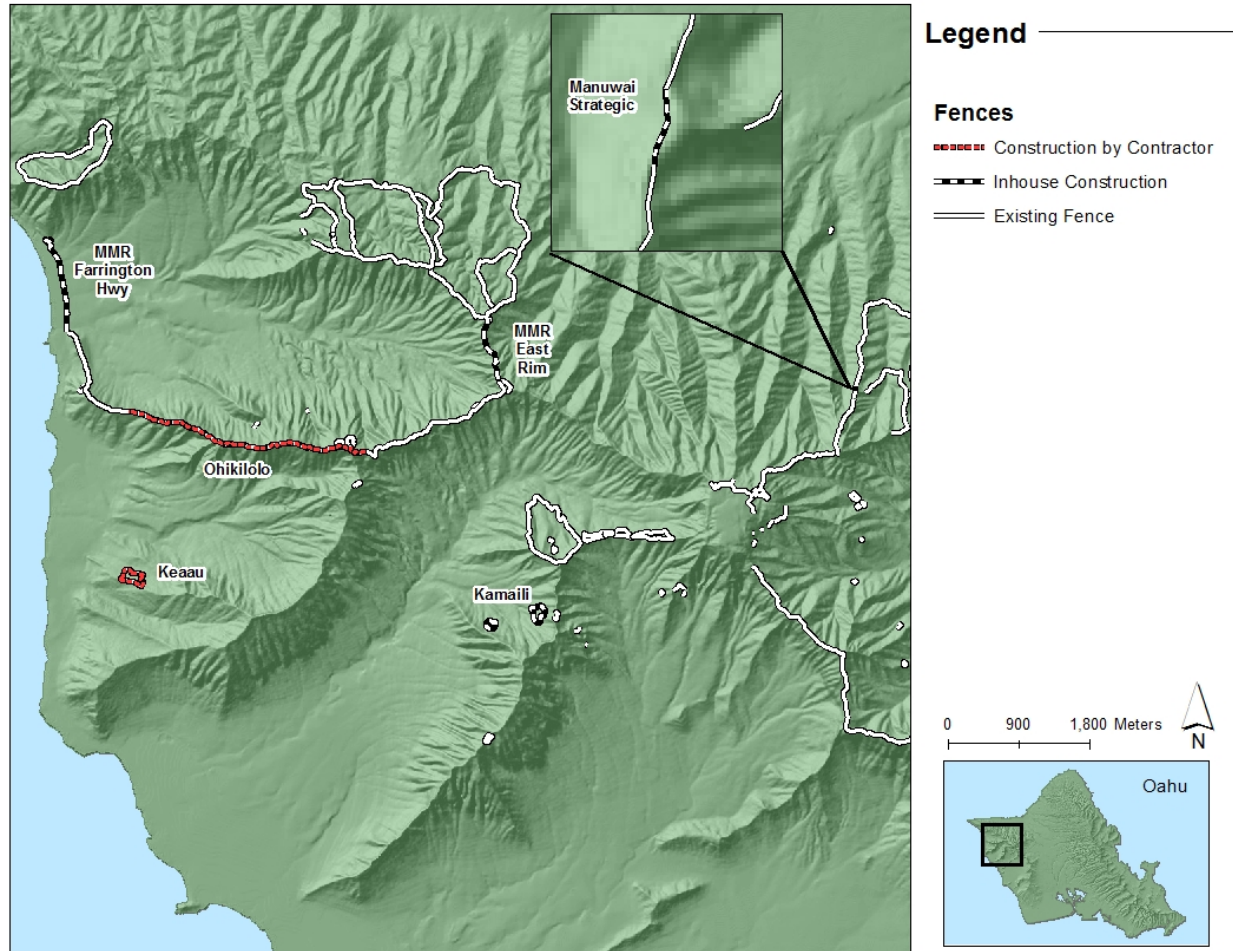 Manuwai
Strategic
MMR
Farrington
Hwy
MMR
East
Rim
Ohikilolo
Keaau
Kamaili
Legend
Fences
Construction by Contractor
Inhouse Construction
Existing Fence
0 900 1,800 Meters
N
Oahu